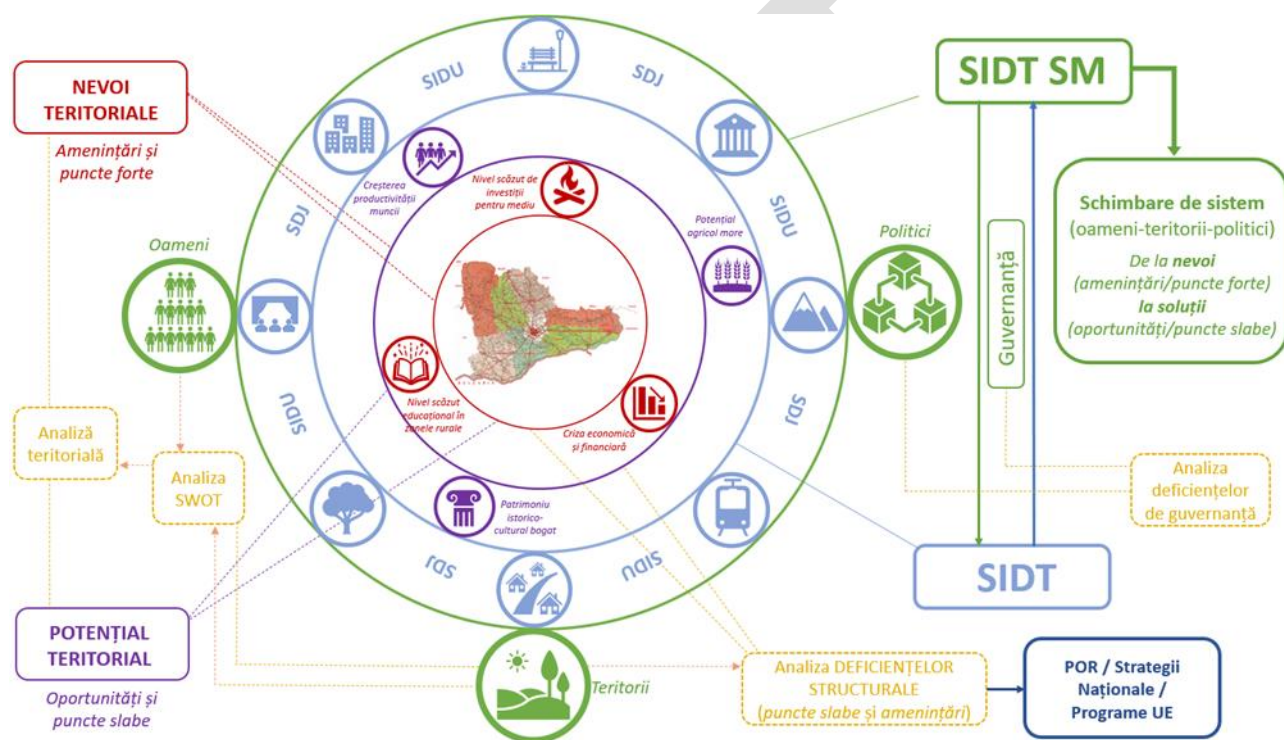 NEVOI
TERITORIALE
Amenințări și
puncte forte
SIDU
SDJ
SIDU
SDJ
SIDU
SDJ
SIDU
SDJ
Oameni
Creșterea
productivității
muncii
Nivel scăzut de
investiții
pentru mediu
Potențial
agricol mare
Nivel scăzut
educațional în
zonele rurale
Criza economică
și financiară
Patrimoniu
istorico-
cultural bogat
BULGARIA
Politici
SIDT SM
Guvernanță
Schimbare de sistem
(oameni-teritorii-politici)
De la nevoi
(amenințări/puncte forte)
la soluții
(oportunități/puncte slabe)
Analiză
teritorială
Analiza
SWOT
Analiza
deficiențelor
de guvernanță
SIDT
POTENȚIAL
TERITORIAL
Oportunități și
puncte slabe
Teritorii
Analiza DEFICIENȚELOR
STRUCTURALE
(puncte slabe și amenințări)
POR / Strategii
Naționale /
Programe UE